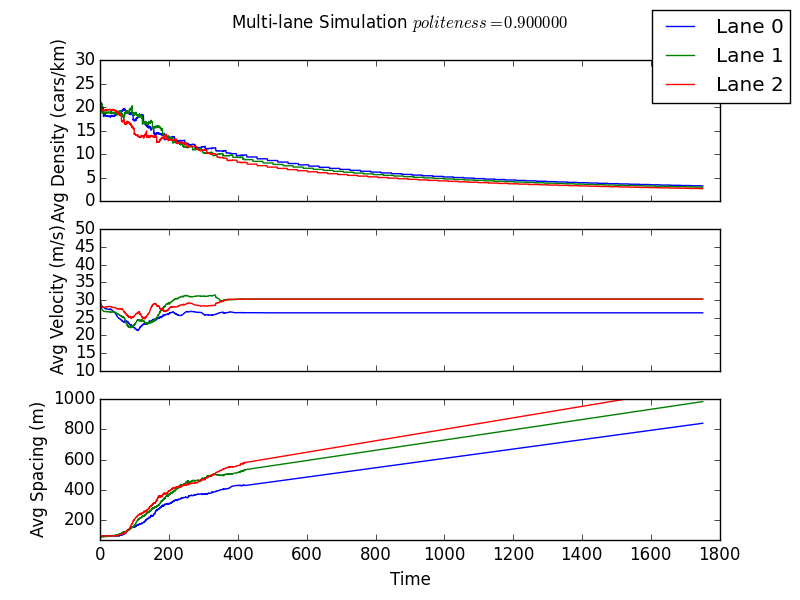 Multi-lane Simulation politeness=0.900000
Lane 0
Lane 1
Lane 2
Avg Density (cars/km)
30
25
20
15
10
5
0
Avg Velocity (m/s)
50
45
40
35
30
25
20
15
10
Avg Spacing (m)
1000
800
600
400
200
0 200 400 600 800 1000 1200 1400 1600 1800
Time